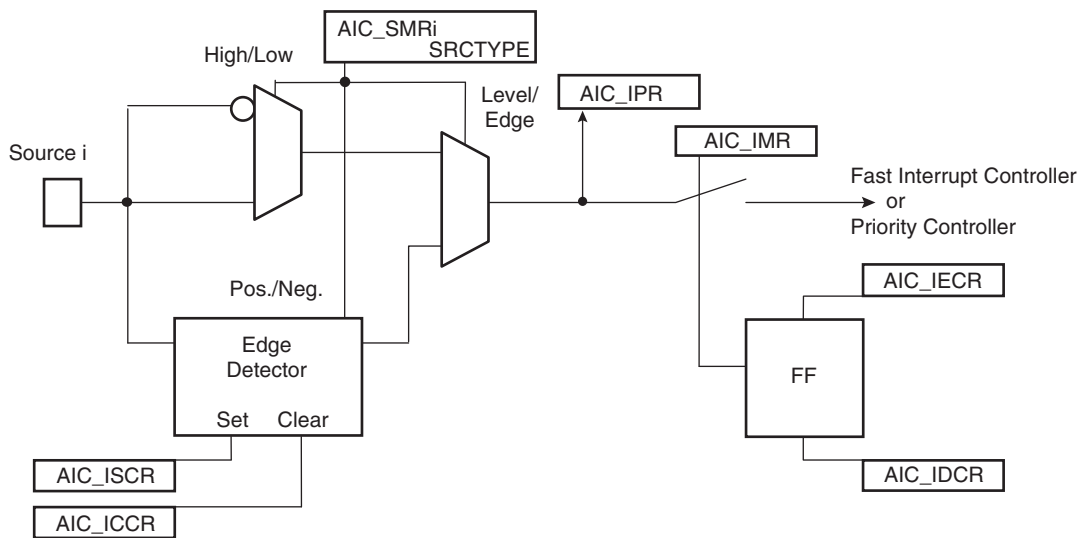 AIC_SMRi
SRCTYPE
High/Low
Level/
Edge
AIC_IPR
AIC_IMR
Source i
Fast Interrupt Controller
or
Priority Controller
Pos./Neg.
AIC_IECR
Edge
Detector
FF
Set Clear
AIC_ISCR
AIC_IDCR
AIC_ICCR